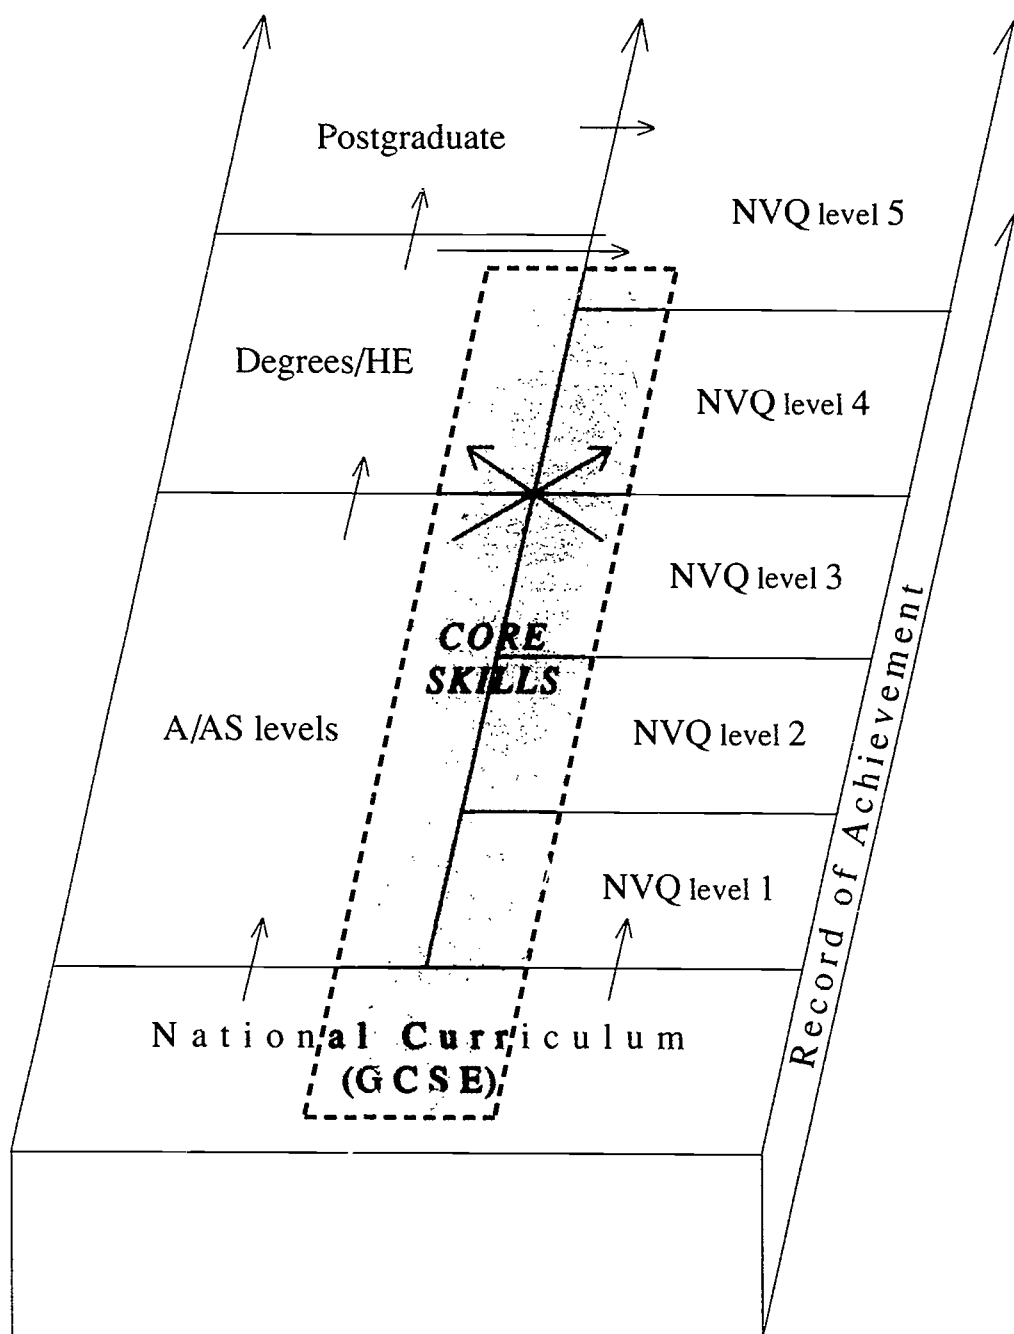 Postgraduate
NVQ level 5
Degrees/HE
NVQ level 4
NVQ level 3
CORE
SKILLS
A/AS levels
NVQ level 2
NVQ level 1
Record of Achievement
National Curriculum
(GCSE)